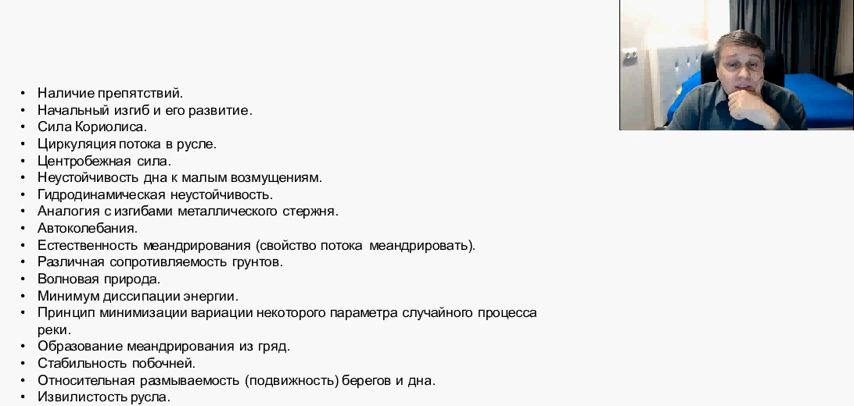 • Наличие препятствий.
• Начальный изгиб и его развитие.
• Сила Кориолиса.
• Циркуляция потока в русле.
• Центробежная сила.
• Неустойчивость дна к малым возмущениям.
• Гидродинамическая неустойчивость.
• Аналогия с изгибами металлического стержня.
• Автоколебания.
• Естественность меандрирования (свойство потока меандрировать).
• Различная сопротивляемость грунтов.
• Волновая природа.
• Минимум диссипации энергии.
• Принцип минимизации вариации некоторого параметра случайного процесса
реки.
• Образование меандрирования из гряд.
• Стабильность побочней.
• Относительная размываемость (подвижность) берегов и дна.
• Извилистость русла.